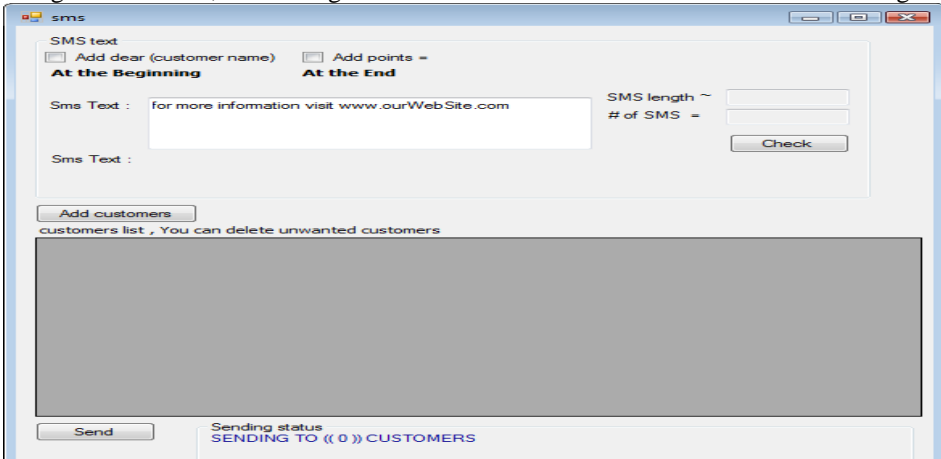 sms
SMS text
Add dear (customer name) Add points =
At the Beginning At the End
Sms Text : for more information visit www.ourWebSite.com
SMS length ~
# of SMS =
Check
Sms Text :
Add customers
customers list , You can delete unwanted customers
Send
Sending status
SENDING TO (( 0 )) CUSTOMERS